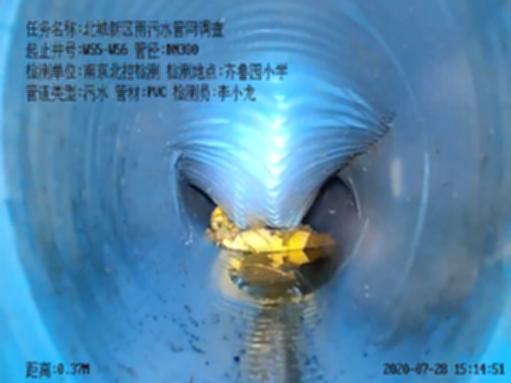 任务名称:北城新区雨污水管网调查
起止井号:W55-W56 管径:DN300
检测单位:南京北控检测 检测地点:齐鲁园小学
管道类型:污水 管材:PVC 检测员:李小龙
距离:0.37M
2020-07-28 15:14:51